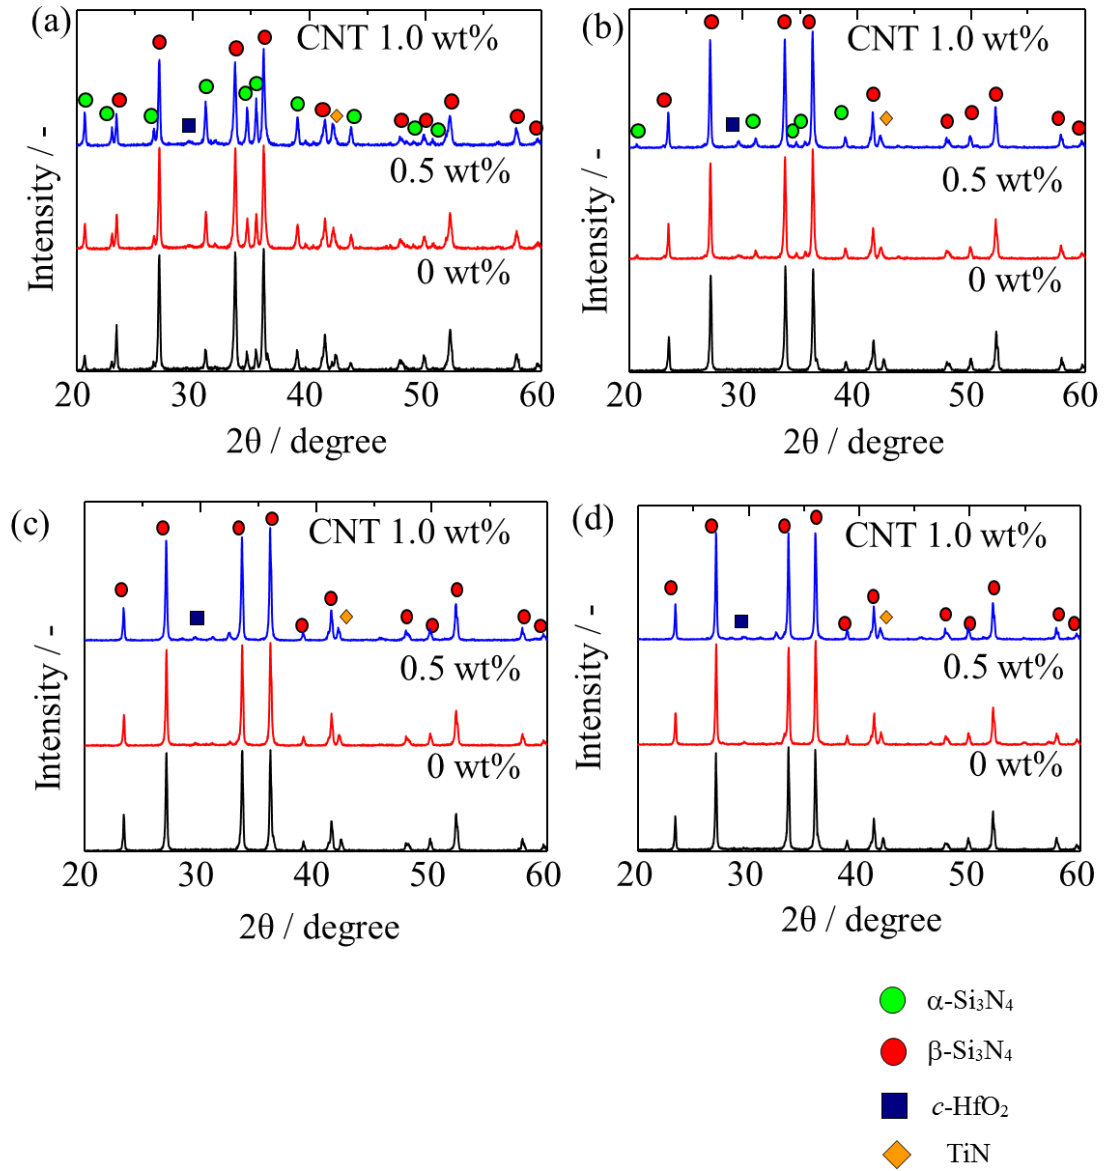 (a)
CNT 1.0 wt%
0.5 wt%
0 wt%
Intensity / -
20 30 40 50 60
2θ / degree
(b)
CNT 1.0 wt%
0.5 wt%
0 wt%
Intensity / -
20 30 40 50 60
2θ / degree
(c)
CNT 1.0 wt%
0.5 wt%
0 wt%
Intensity / -
20 30 40 50 60
2θ / degree
(d)
CNT 1.0 wt%
0.5 wt%
0 wt%
Intensity / -
20 30 40 50 60
2θ / degree
α-Si₃N₄
β-Si₃N₄
c-HfO₂
TiN